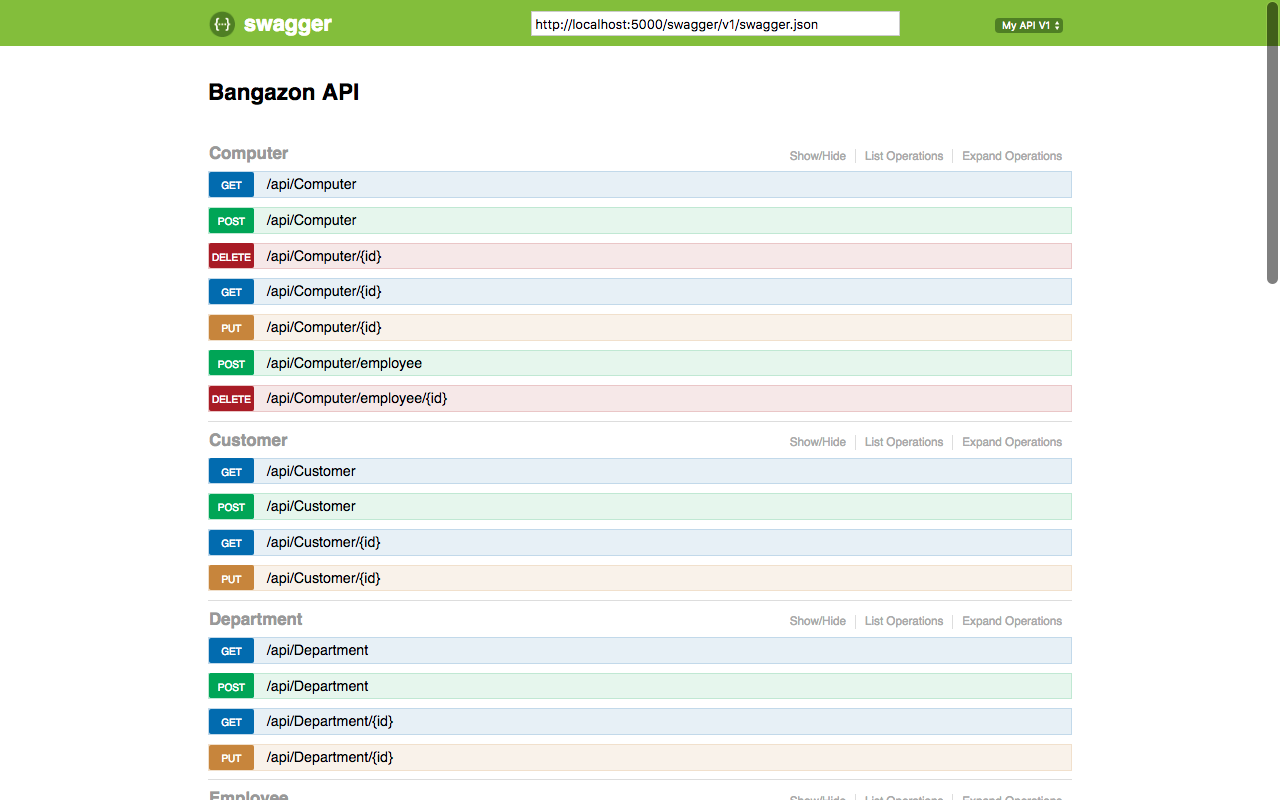 swagger http://localhost:5000/swagger/v1/swagger.json My API V1
Bangazon API
Computer Show/Hide List Operations Expand Operations
GET /api/Computer
POST /api/Computer
DELETE /api/Computer/{id}
GET /api/Computer/{id}
PUT /api/Computer/{id}
POST /api/Computer/employee
DELETE /api/Computer/employee/{id}
Customer Show/Hide List Operations Expand Operations
GET /api/Customer
POST /api/Customer
GET /api/Customer/{id}
PUT /api/Customer/{id}
Department Show/Hide List Operations Expand Operations
GET /api/Department
POST /api/Department
GET /api/Department/{id}
PUT /api/Department/{id}
Employee Show/Hide List Operations Expand Operations